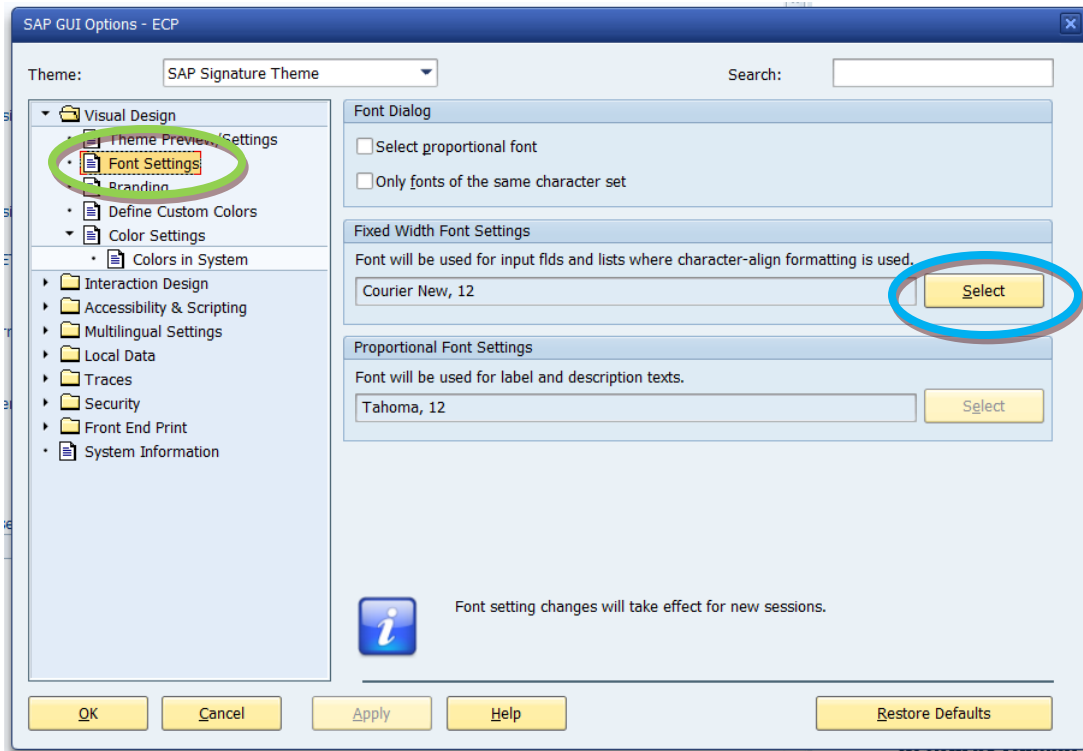 SAP GUI Options - ECP
Theme:
SAP Signature Theme
Search:
Visual Design
Theme Preview/Settings
Font Settings
Branding
Define Custom Colors
Color Settings
Colors in System
Interaction Design
Accessibility & Scripting
Multilingual Settings
Local Data
Traces
Security
Front End Print
System Information
Font Dialog
Select proportional font
Only fonts of the same character set
Fixed Width Font Settings
Font will be used for input flds and lists where character-align formatting is used.
Courier New, 12
Select
Proportional Font Settings
Font will be used for label and description texts.
Tahoma, 12
Select
Font setting changes will take effect for new sessions.
OK
Cancel
Apply
Help
Restore Defaults